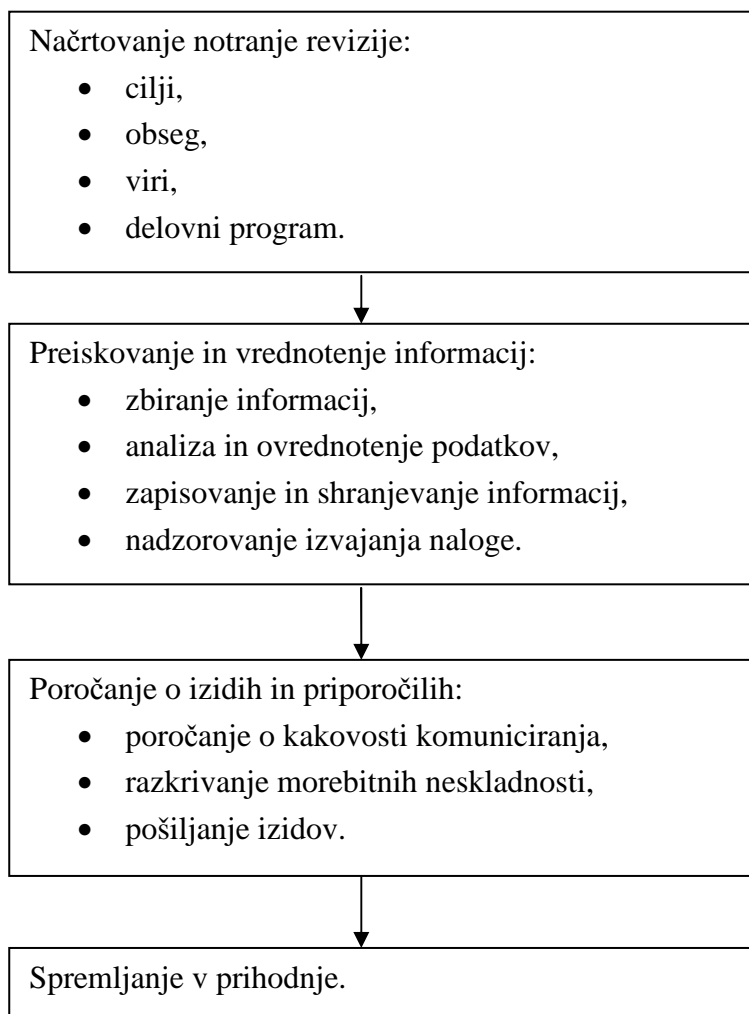 Načrtovanje notranje revizije:
• cilji,
• obseg,
• viri,
• delovni program.
Preiskovanje in vrednotenje informacij:
• zbiranje informacij,
• analiza in ovrednotenje podatkov,
• zapisovanje in shranjevanje informacij,
• nadzorovanje izvajanja naloge.
Poročanje o izidih in priporočilih:
• poročanje o kakovosti komuniciranja,
• razkrivanje morebitnih neskladnosti,
• pošiljanje izidov.
Spremljanje v prihodnje.